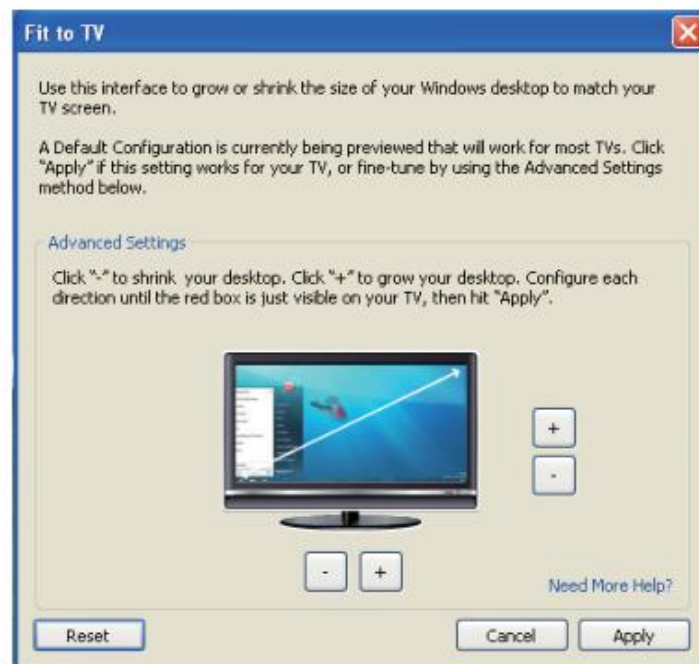 Fit to TV
Use this interface to grow or shrink the size of your Windows desktop to match your
TV screen.
A Default Configuration is currently being previewed that will work for most TVs. Click
"Apply" if this setting works for your TV, or fine-tune by using the Advanced Settings
method below.
Advanced Settings
Click "-" to shrink your desktop. Click "+" to grow your desktop. Configure each
direction until the red box is just visible on your TV, then hit "Apply".
+
-
- +
Need More Help?
Reset Cancel Apply